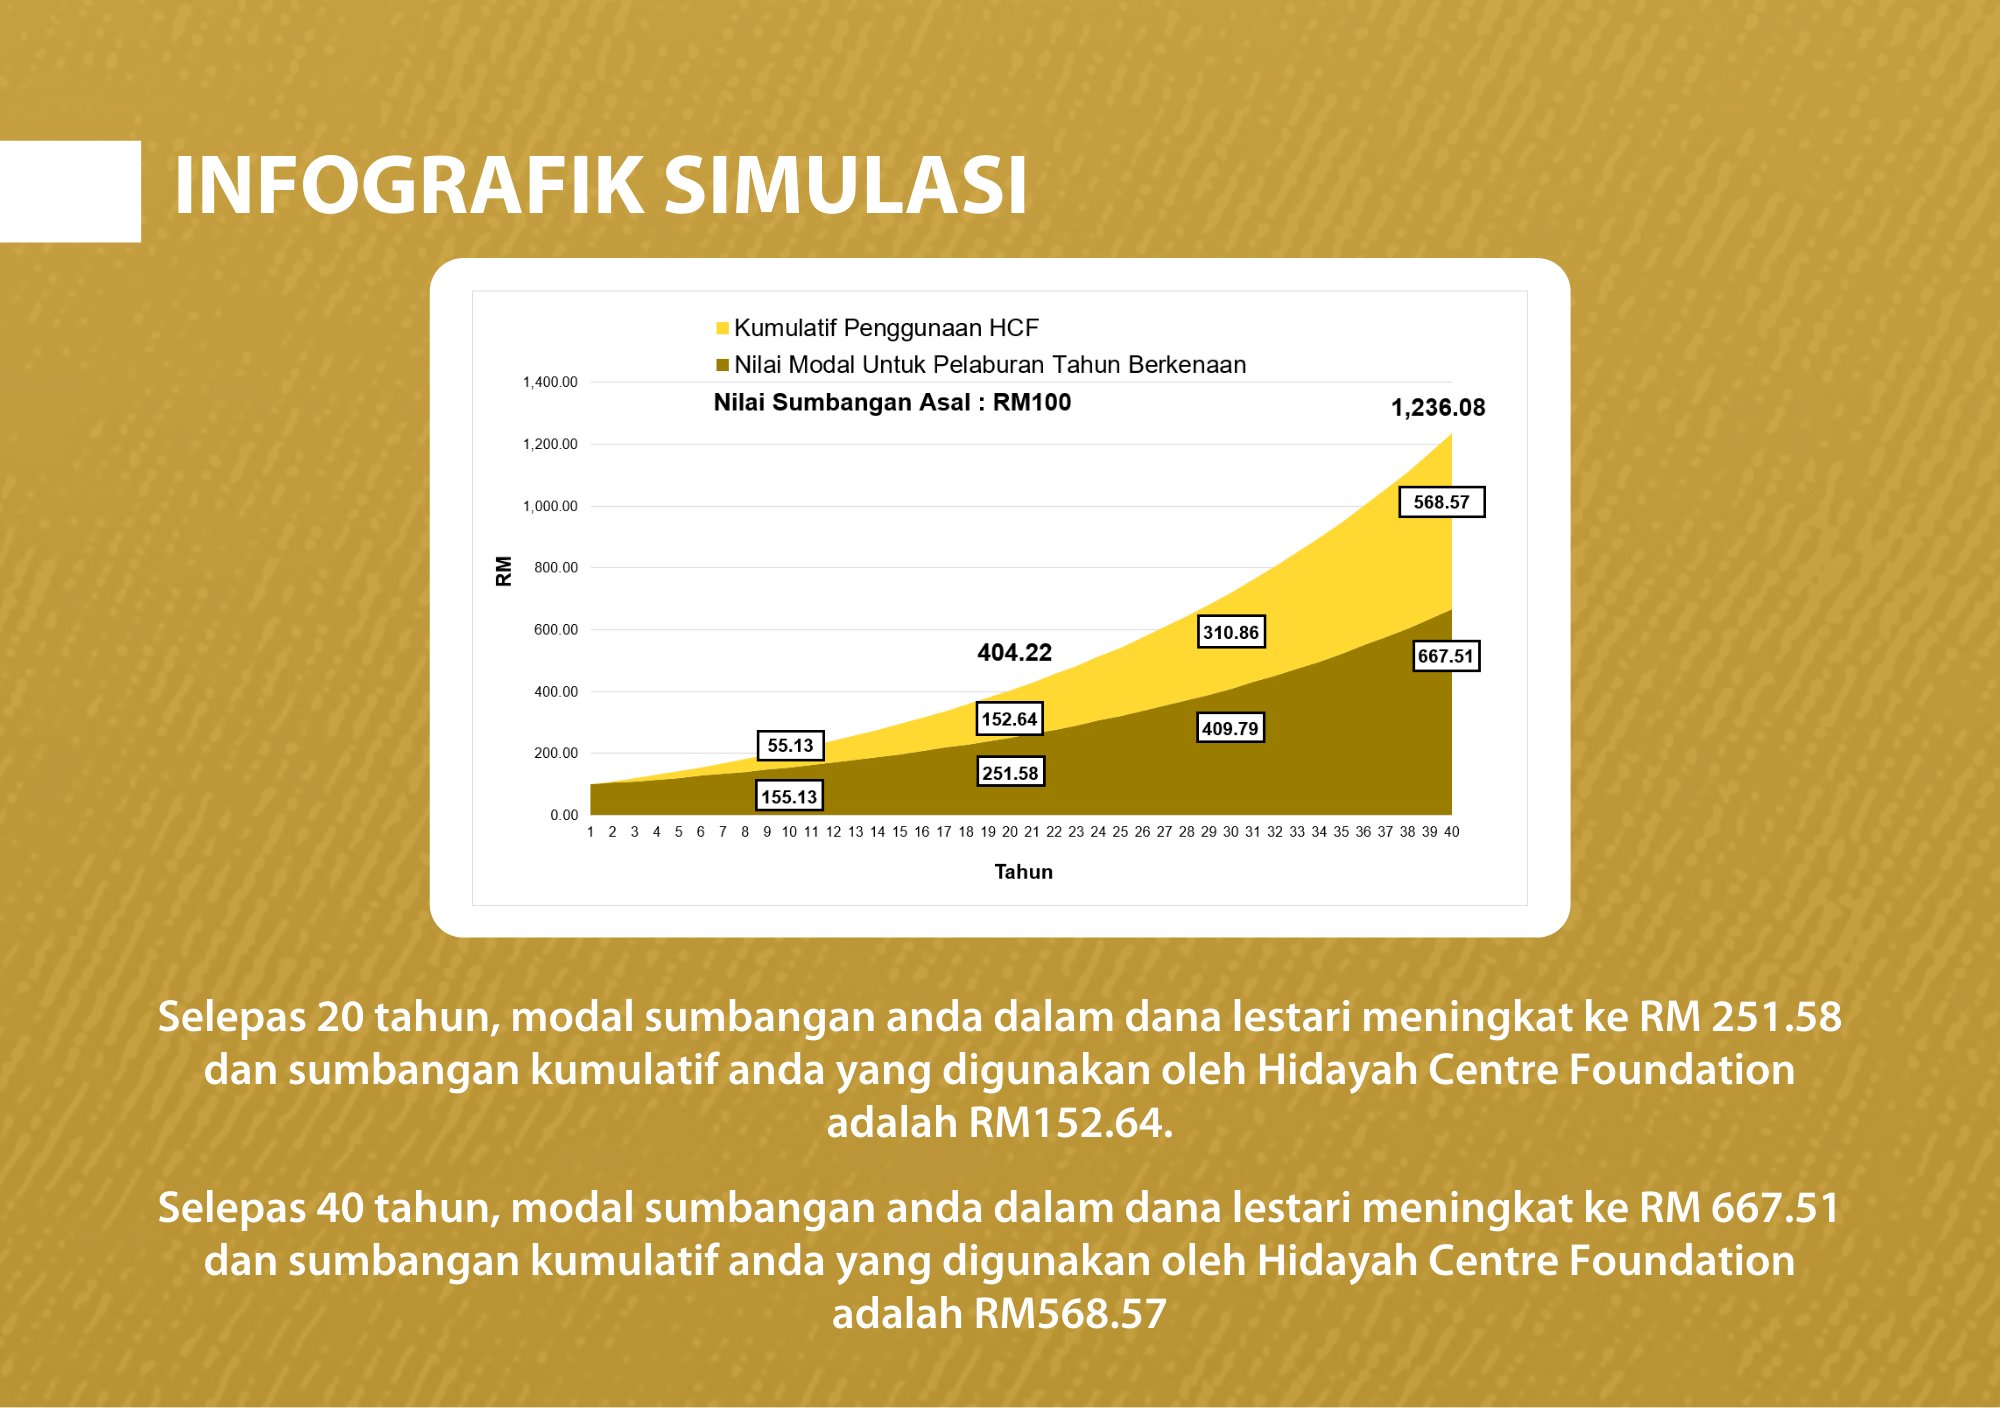 INFOGRAFIK SIMULASI
Kumulatif Penggunaan HCF
Nilai Modal Untuk Pelaburan Tahun Berkenaan
Nilai Sumbangan Asal : RM100
1,400.00
1,200.00
1,000.00
800.00
600.00
400.00
200.00
0.00
RM
1,236.08
568.57
667.51
310.86
409.79
404.22
152.64
251.58
55.13
155.13
1 2 3 4 5 6 7 8 9 10 11 12 13 14 15 16 17 18 19 20 21 22 23 24 25 26 27 28 29 30 31 32 33 34 35 36 37 38 39 40
Tahun
Selepas 20 tahun, modal sumbangan anda dalam dana lestari meningkat ke RM 251.58
dan sumbangan kumulatif anda yang digunakan oleh Hidayah Centre Foundation
adalah RM152.64.
Selepas 40 tahun, modal sumbangan anda dalam dana lestari meningkat ke RM 667.51
dan sumbangan kumulatif anda yang digunakan oleh Hidayah Centre Foundation
adalah RM568.57